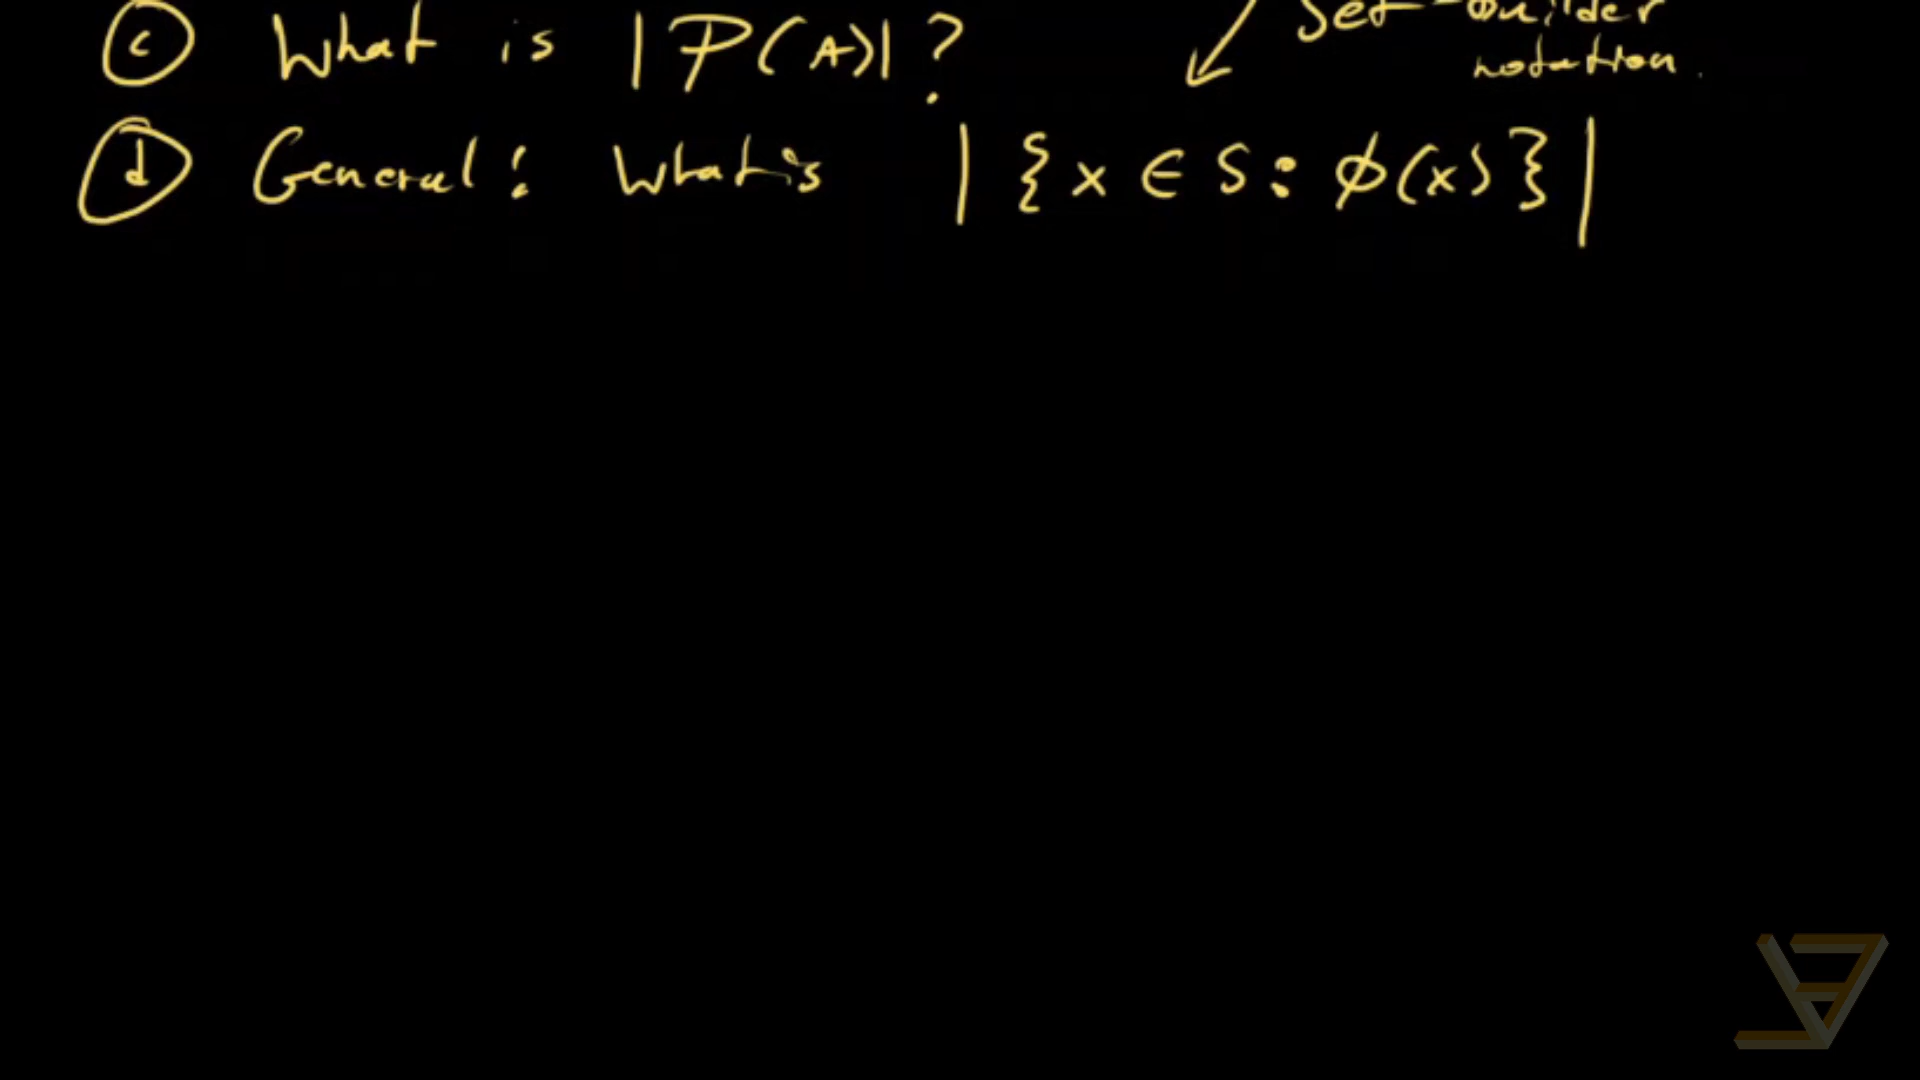 Set-Builder
ⓒ What is |P(A)| ?
notation.
ⓓ General: What is | { x ∈ S : φ(x) } |